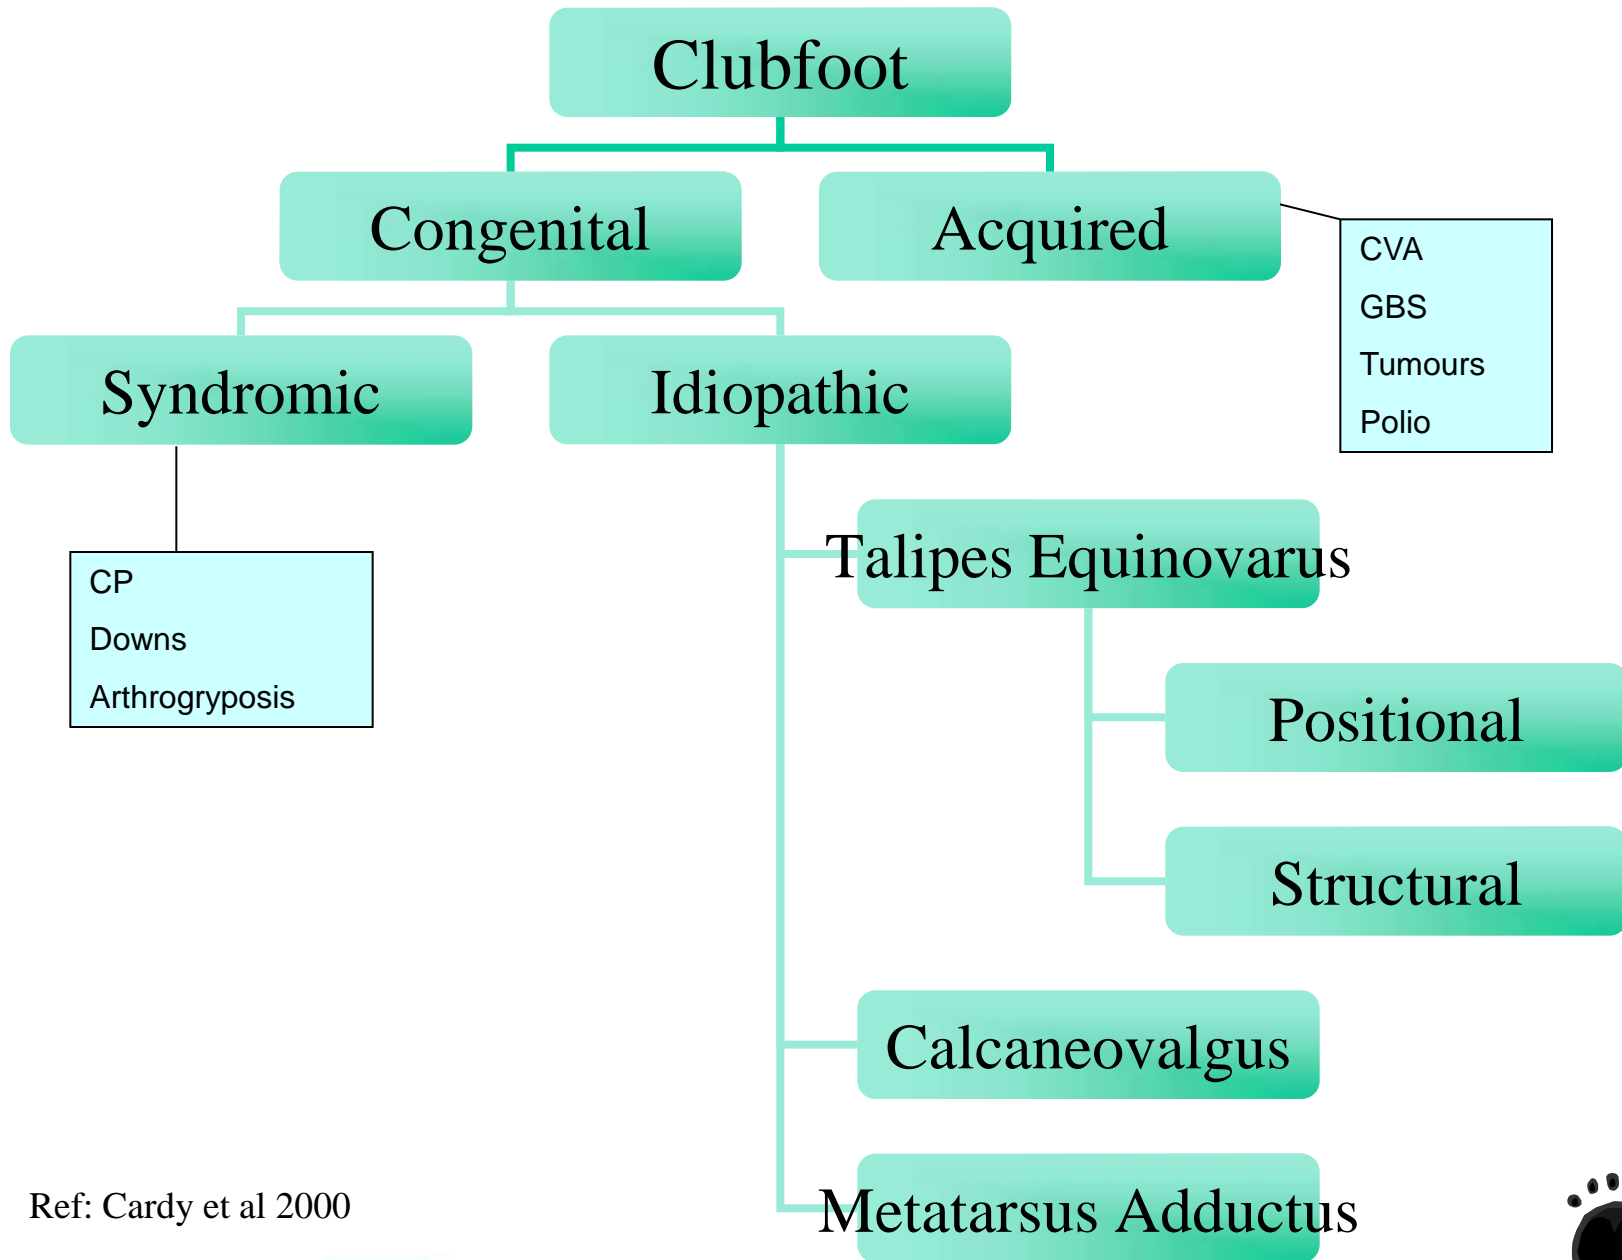 Clubfoot
Congenital
Acquired
CVA
GBS
Tumours
Polio
Syndromic
Idiopathic
CP
Downs
Arthrogryposis
Talipes Equinovarus
Positional
Structural
Calcaneovalgus
Metatarsus Adductus
Ref: Cardy et al 2000